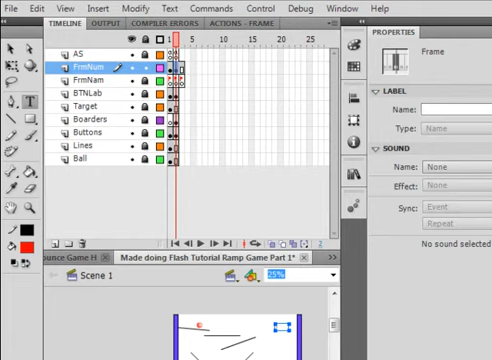 File Edit View Insert Modify Text Commands Control Debug Window Help
TIMELINE OUTPUT COMPILER ERRORS ACTIONS - FRAME
1 5 10 15 20 25
AS
FrmNum
FrmNam
BTNLab
Target
Boarders
Buttons
Lines
Ball
2
ounce Game H Made doing Flash Tutorial Ramp Game Part 1*
Scene 1
25%
PROPERTIES
Frame
LABEL
Name:
Type: Name
SOUND
Name: None
Effect: None
Sync: Event
Repeat
No sound selected